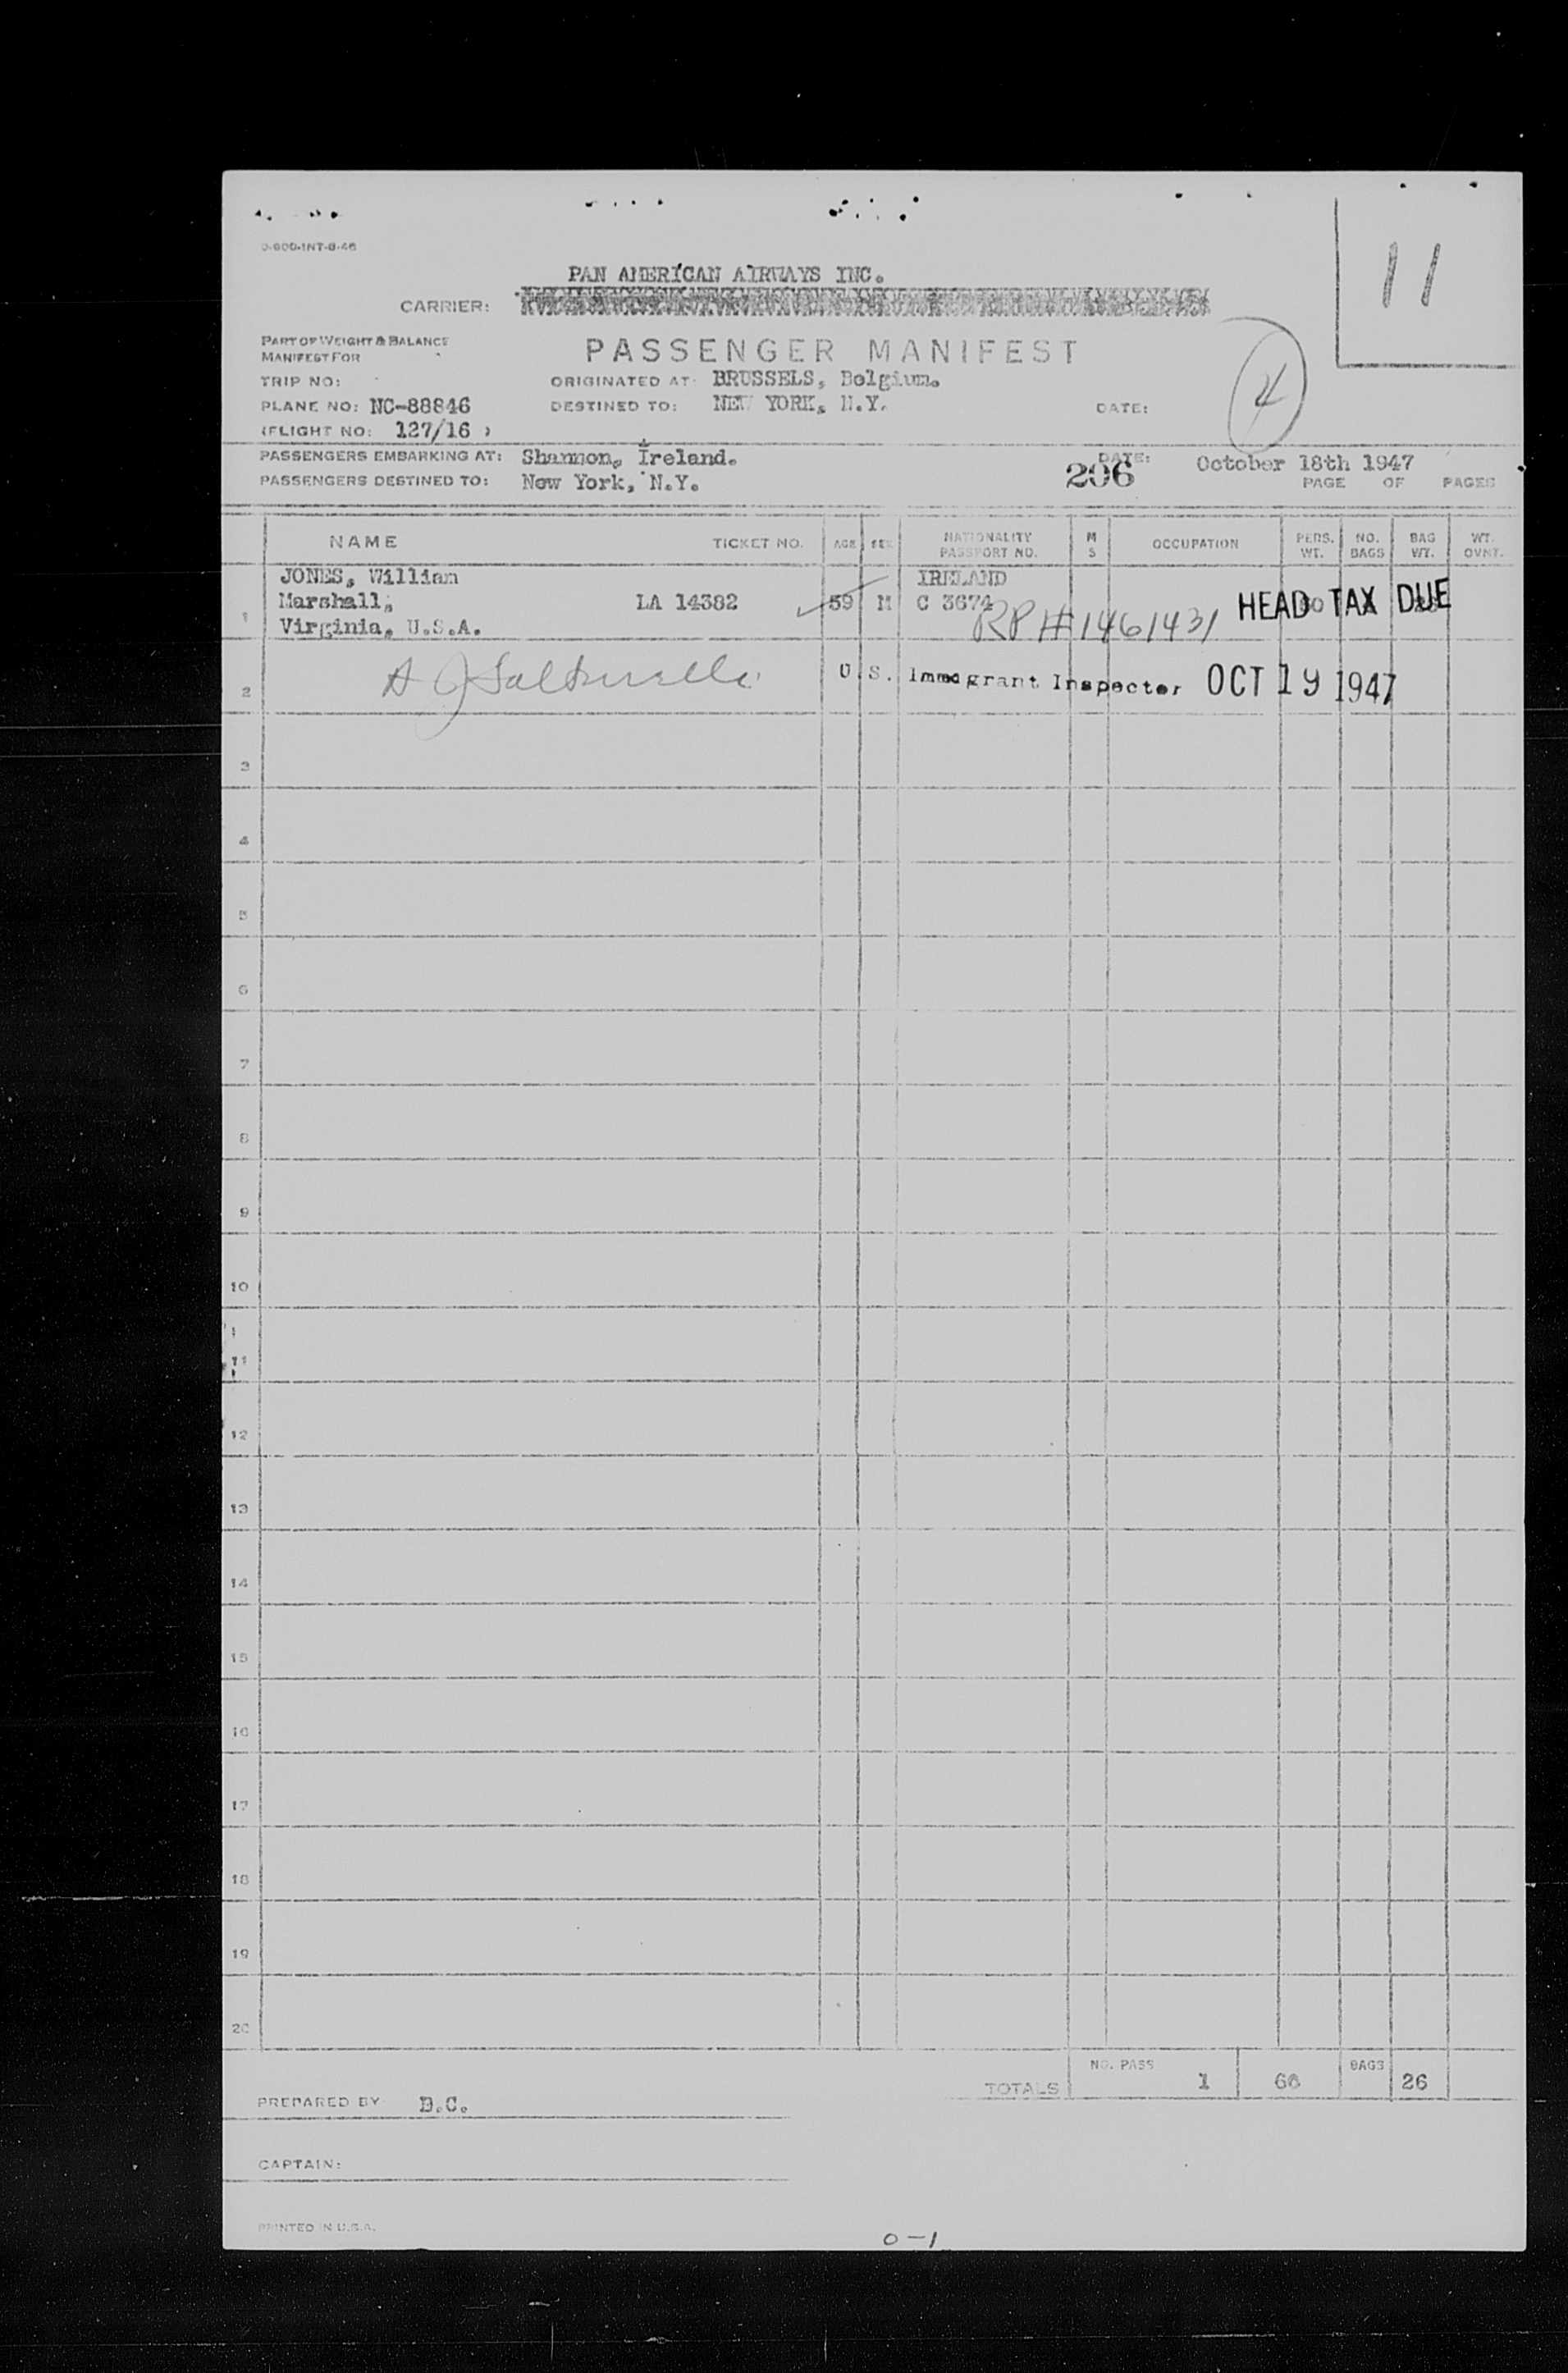 0-800-INT-8-46
11
PAN AMERICAN AIRWAYS INC.
CARRIER:
PART OF WEIGHT & BALANCE
MANIFEST FOR
PASSENGER MANIFEST
4
TRIP NO:
ORIGINATED AT: BRUSSELS, Belgium.
PLANE NO: NC-88846
DESTINED TO: NEW YORK, N.Y.
DATE:
(FLIGHT NO: 127/16 )
PASSENGERS EMBARKING AT: Shannon, Ireland.
DATE: October 18th 1947
206
PASSENGERS DESTINED TO: New York, N.Y.
PAGE OF PAGES
NAME TICKET NO. AGE SEX NATIONALITY PASSPORT NO. M S OCCUPATION PERS. WT. NO. BAGS BAG WT. WT. OVNT.
JONES, William IRELAND
1 Marshall, LA 14382 59 M C 3674 HEAD TAX DUE
Virginia, U.S.A. RP#1461431
2 U.S. Immigrant Inspector OCT 19 1947
3
4
5
6
7
8
9
10
11
12
13
14
15
16
17
18
19
20
NO. PASS BAGS
TOTALS 1 66 26
PREPARED BY D.C.
CAPTAIN:
PRINTED IN U.S.A.
0-1